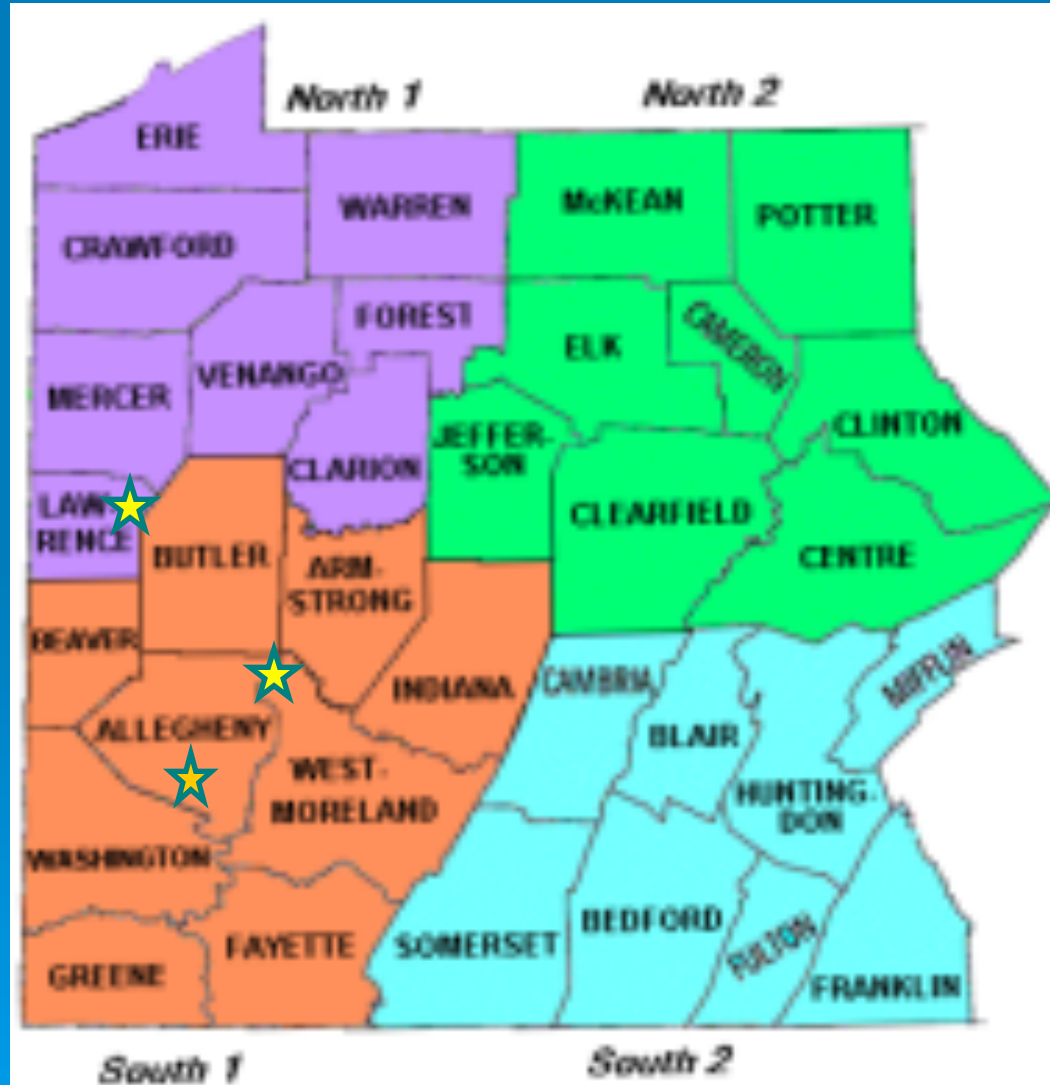 North 1
North 2
ERIE
WARREN
McKEAN
POTTER
CRAWFORD
FOREST
CAMERON
ELK
VENANGO
MERCER
CLINTON
JEFFER-
SON
CLARION
LAW-
RENCE
CLEARFIELD
BUTLER
CENTRE
ARM-
STRONG
BEAVER
INDIANA
CAMBRIA
MIFFLIN
ALLEGHENY
BLAIR
WEST-
MORELAND
HUNTING-
DON
WASHINGTON
FAYETTE
SOMERSET
BEDFORD
FULTON
GREENE
FRANKLIN
South 1
South 2